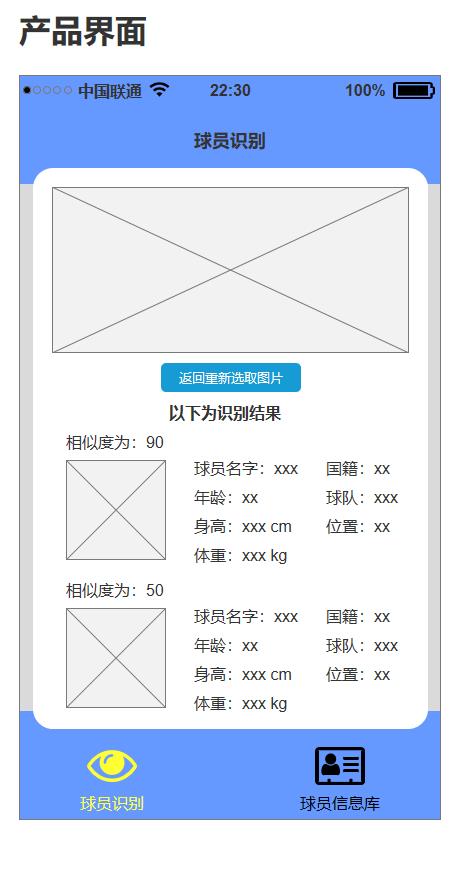 产品界面
中国联通 22:30 100%
球员识别
返回重新选取图片
以下为识别结果
相似度为：90
球员名字：xxx 国籍：xx
年龄：xx 球队：xxx
身高：xxx cm 位置：xx
体重：xxx kg
相似度为：50
球员名字：xxx 国籍：xx
年龄：xx 球队：xxx
身高：xxx cm 位置：xx
体重：xxx kg
球员识别 球员信息库